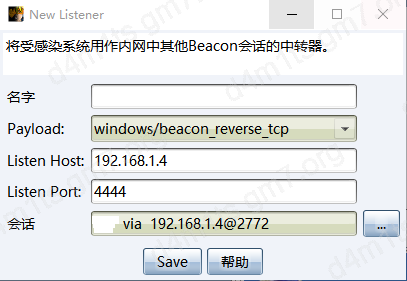 New Listener
将受感染系统用作内网中其他Beacon会话的中转器。
名字
Payload: windows/beacon_reverse_tcp
Listen Host: 192.168.1.4
Listen Port: 4444
会话 via 192.168.1.4@2772 ...
Save 帮助
d4m1ts.gm7.org